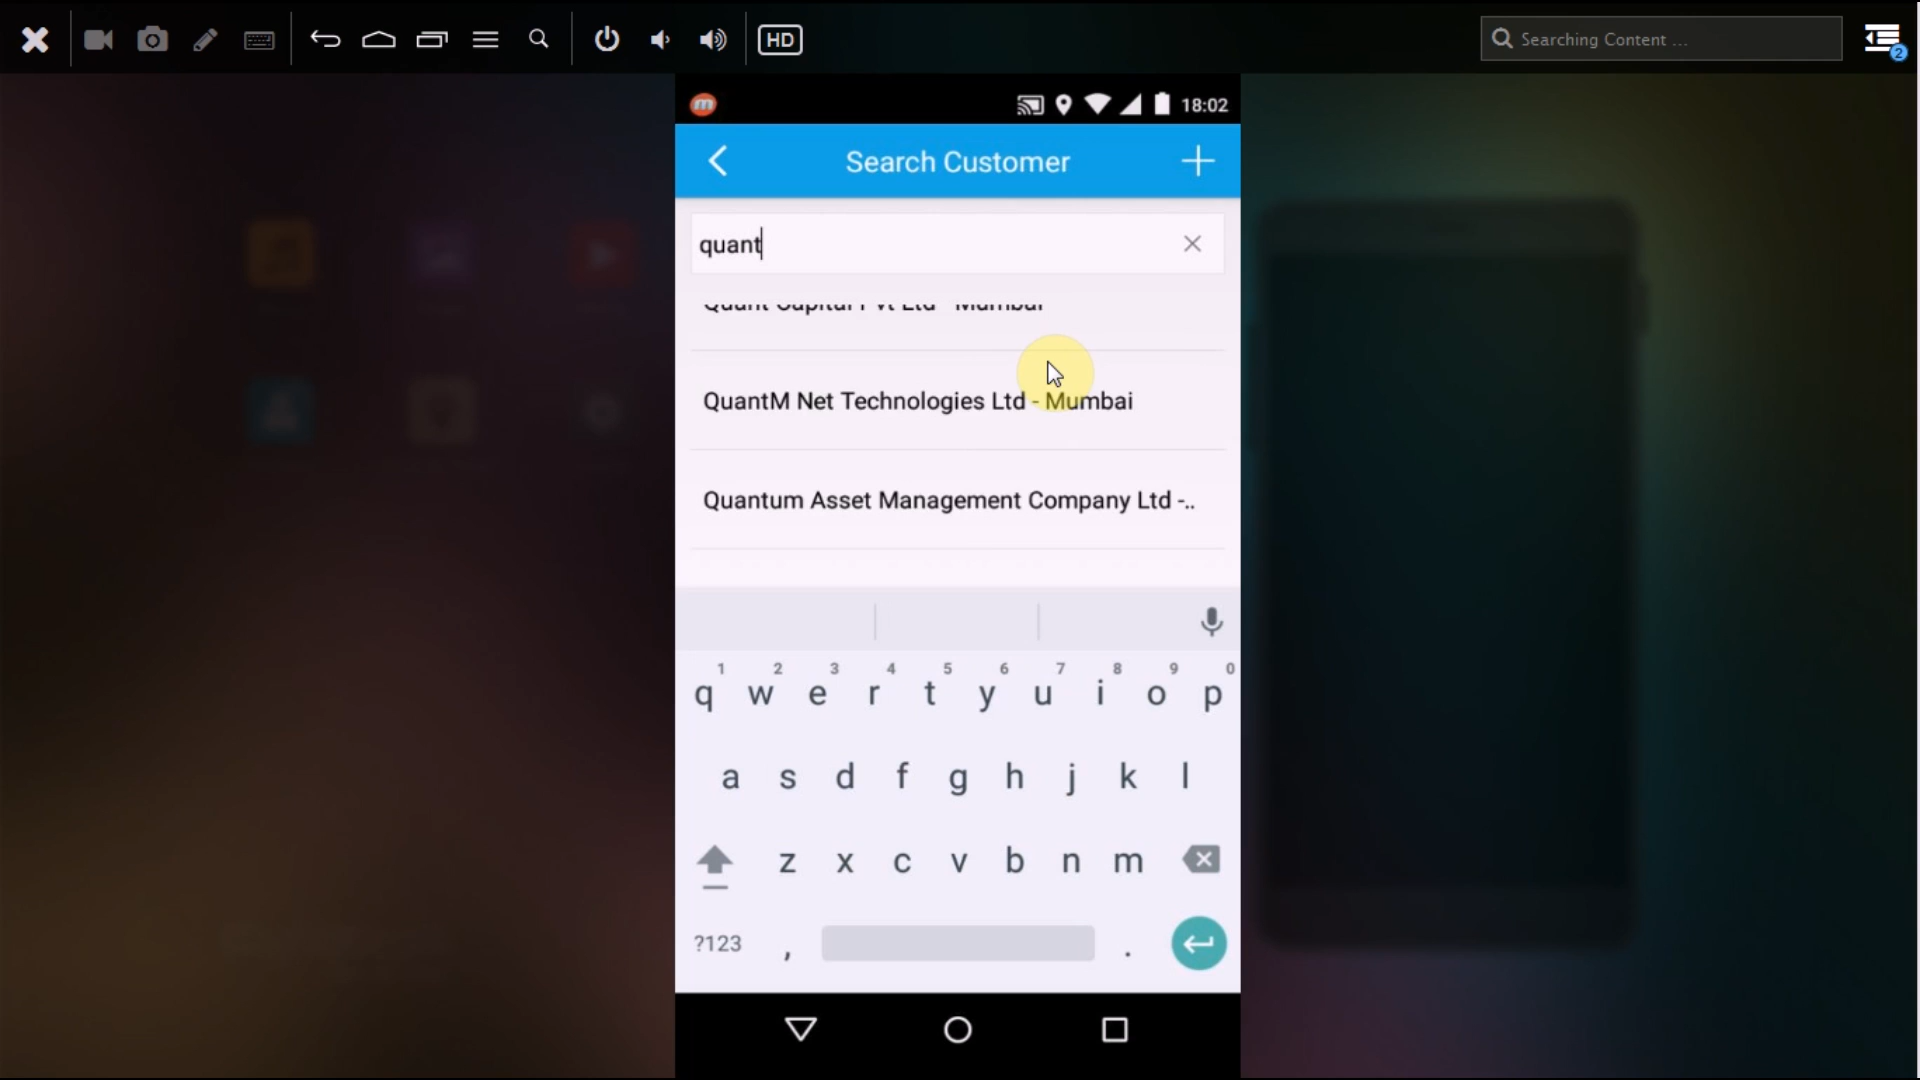 HD
Searching Content ...
2
m
18:02
Search Customer
quant
Quant Capital Pvt Ltd - Mumbai
QuantM Net Technologies Ltd - Mumbai
Quantum Asset Management Company Ltd -..
1 2 3 4 5 6 7 8 9 0
q w e r t y u i o p
a s d f g h j k l
z x c v b n m
?123 , .